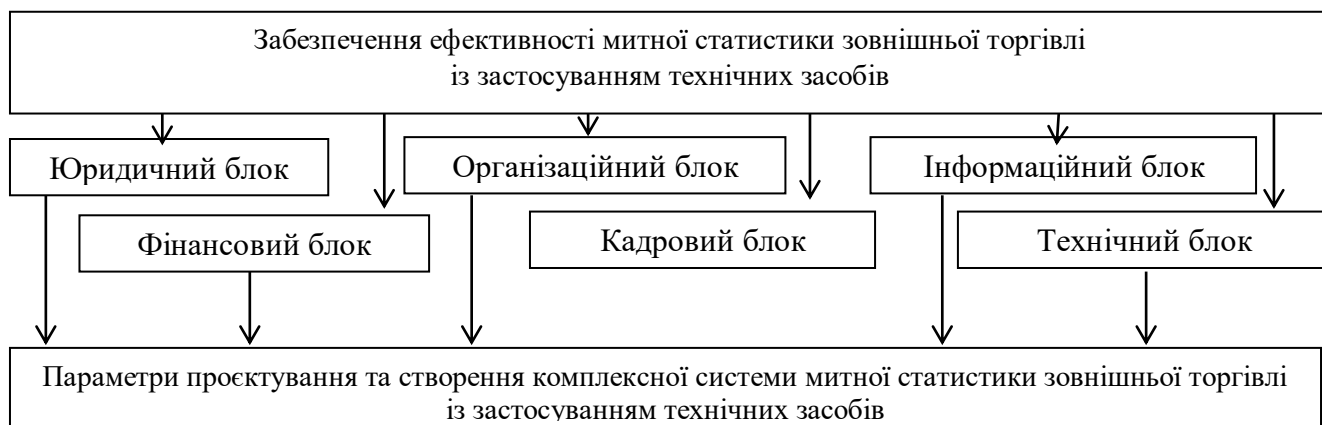 Забезпечення ефективності митної статистики зовнішньої торгівлі
із застосуванням технічних засобів
Юридичний блок
Організаційний блок
Інформаційний блок
Фінансовий блок
Кадровий блок
Технічний блок
Параметри проєктування та створення комплексної системи митної статистики зовнішньої торгівлі
із застосуванням технічних засобів